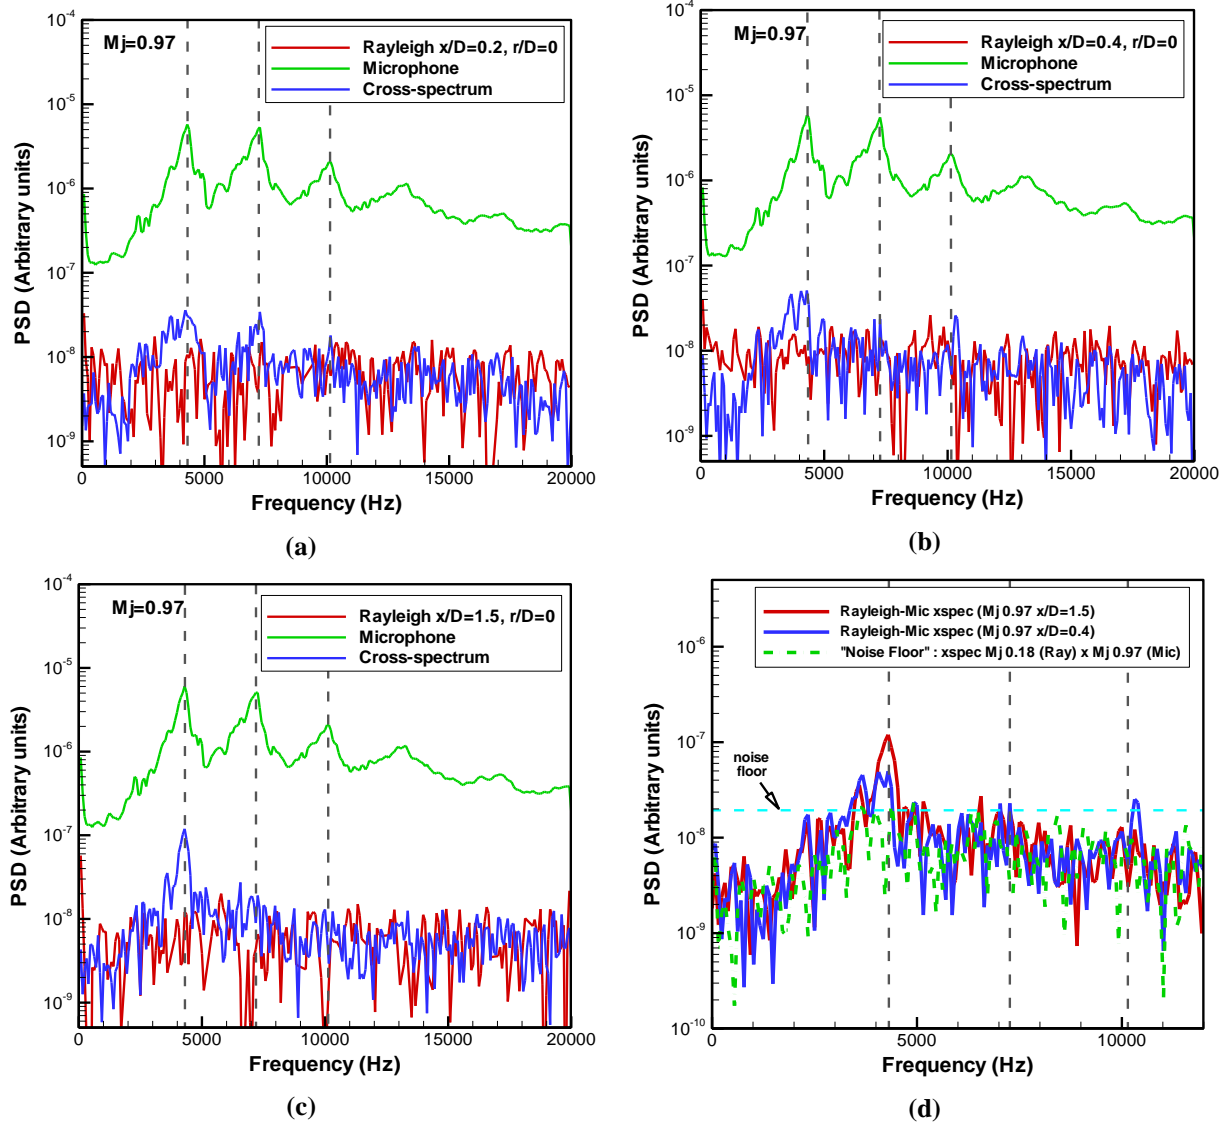 Mj=0.97
Rayleigh x/D=0.2, r/D=0
Microphone
Cross-spectrum
PSD (Arbitrary units)
10-4
10-5
10-6
10-7
10-8
10-9
0
5000
10000
15000
20000
Frequency (Hz)
(a)
Mj=0.97
Rayleigh x/D=0.4, r/D=0
Microphone
Cross-spectrum
PSD (Arbitrary units)
10-4
10-5
10-6
10-7
10-8
10-9
0
5000
10000
15000
20000
Frequency (Hz)
(b)
Mj=0.97
Rayleigh x/D=1.5, r/D=0
Microphone
Cross-spectrum
PSD (Arbitrary units)
10-4
10-5
10-6
10-7
10-8
10-9
0
5000
10000
15000
20000
Frequency (Hz)
(c)
Rayleigh-Mic xspec (Mj 0.97 x/D=1.5)
Rayleigh-Mic xspec (Mj 0.97 x/D=0.4)
"Noise Floor" : xspec Mj 0.18 (Ray) x Mj 0.97 (Mic)
noise
floor
PSD (Arbitrary units)
10-6
10-7
10-8
10-9
10-10
0
5000
10000
Frequency (Hz)
(d)